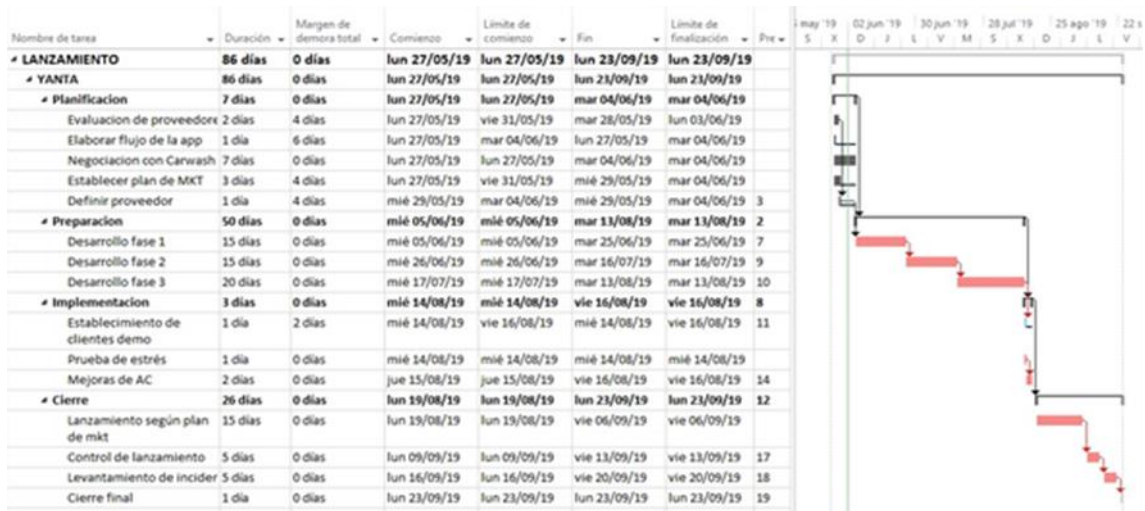 Nombre de tarea Duración Margen de demora total Comienzo Límite de comienzo Fin Límite de finalización Pre may '19 02 jun '19 30 jun '19 28 jul '19 25 ago '19 22 s
S X D J L V M S X D J L V
LANZAMIENTO 86 días 0 días lun 27/05/19 lun 27/05/19 lun 23/09/19 lun 23/09/19
YANTA 86 días 0 días lun 27/05/19 lun 27/05/19 lun 23/09/19 lun 23/09/19
Planificacion 7 días 0 días lun 27/05/19 lun 27/05/19 mar 04/06/19 mar 04/06/19
Evaluacion de proveedore 2 días 4 días lun 27/05/19 vie 31/05/19 mar 28/05/19 lun 03/06/19
Elaborar flujo de la app 1 día 6 días lun 27/05/19 mar 04/06/19 lun 27/05/19 mar 04/06/19
Negociacion con Carwash 7 días 0 días lun 27/05/19 lun 27/05/19 mar 04/06/19 mar 04/06/19
Establecer plan de MKT 3 días 4 días lun 27/05/19 vie 31/05/19 mié 29/05/19 mar 04/06/19
Definir proveedor 1 día 4 días mié 29/05/19 mar 04/06/19 mié 29/05/19 mar 04/06/19 3
Preparacion 50 días 0 días mié 05/06/19 mié 05/06/19 mar 13/08/19 mar 13/08/19 2
Desarrollo fase 1 15 días 0 días mié 05/06/19 mié 05/06/19 mar 25/06/19 mar 25/06/19 7
Desarrollo fase 2 15 días 0 días mié 26/06/19 mié 26/06/19 mar 16/07/19 mar 16/07/19 9
Desarrollo fase 3 20 días 0 días mié 17/07/19 mié 17/07/19 mar 13/08/19 mar 13/08/19 10
Implementacion 3 días 0 días mié 14/08/19 mié 14/08/19 vie 16/08/19 vie 16/08/19 8
Establecimiento de clientes demo 1 día 2 días mié 14/08/19 vie 16/08/19 mié 14/08/19 vie 16/08/19 11
Prueba de estrés 1 día 0 días mié 14/08/19 mié 14/08/19 mié 14/08/19 mié 14/08/19
Mejoras de AC 2 días 0 días jue 15/08/19 jue 15/08/19 vie 16/08/19 vie 16/08/19 14
Cierre 26 días 0 días lun 19/08/19 lun 19/08/19 lun 23/09/19 lun 23/09/19 12
Lanzamiento según plan de mkt 15 días 0 días lun 19/08/19 lun 19/08/19 vie 06/09/19 vie 06/09/19
Control de lanzamiento 5 días 0 días lun 09/09/19 lun 09/09/19 vie 13/09/19 vie 13/09/19 17
Levantamiento de incider 5 días 0 días lun 16/09/19 lun 16/09/19 vie 20/09/19 vie 20/09/19 18
Cierre final 1 día 0 días lun 23/09/19 lun 23/09/19 lun 23/09/19 lun 23/09/19 19